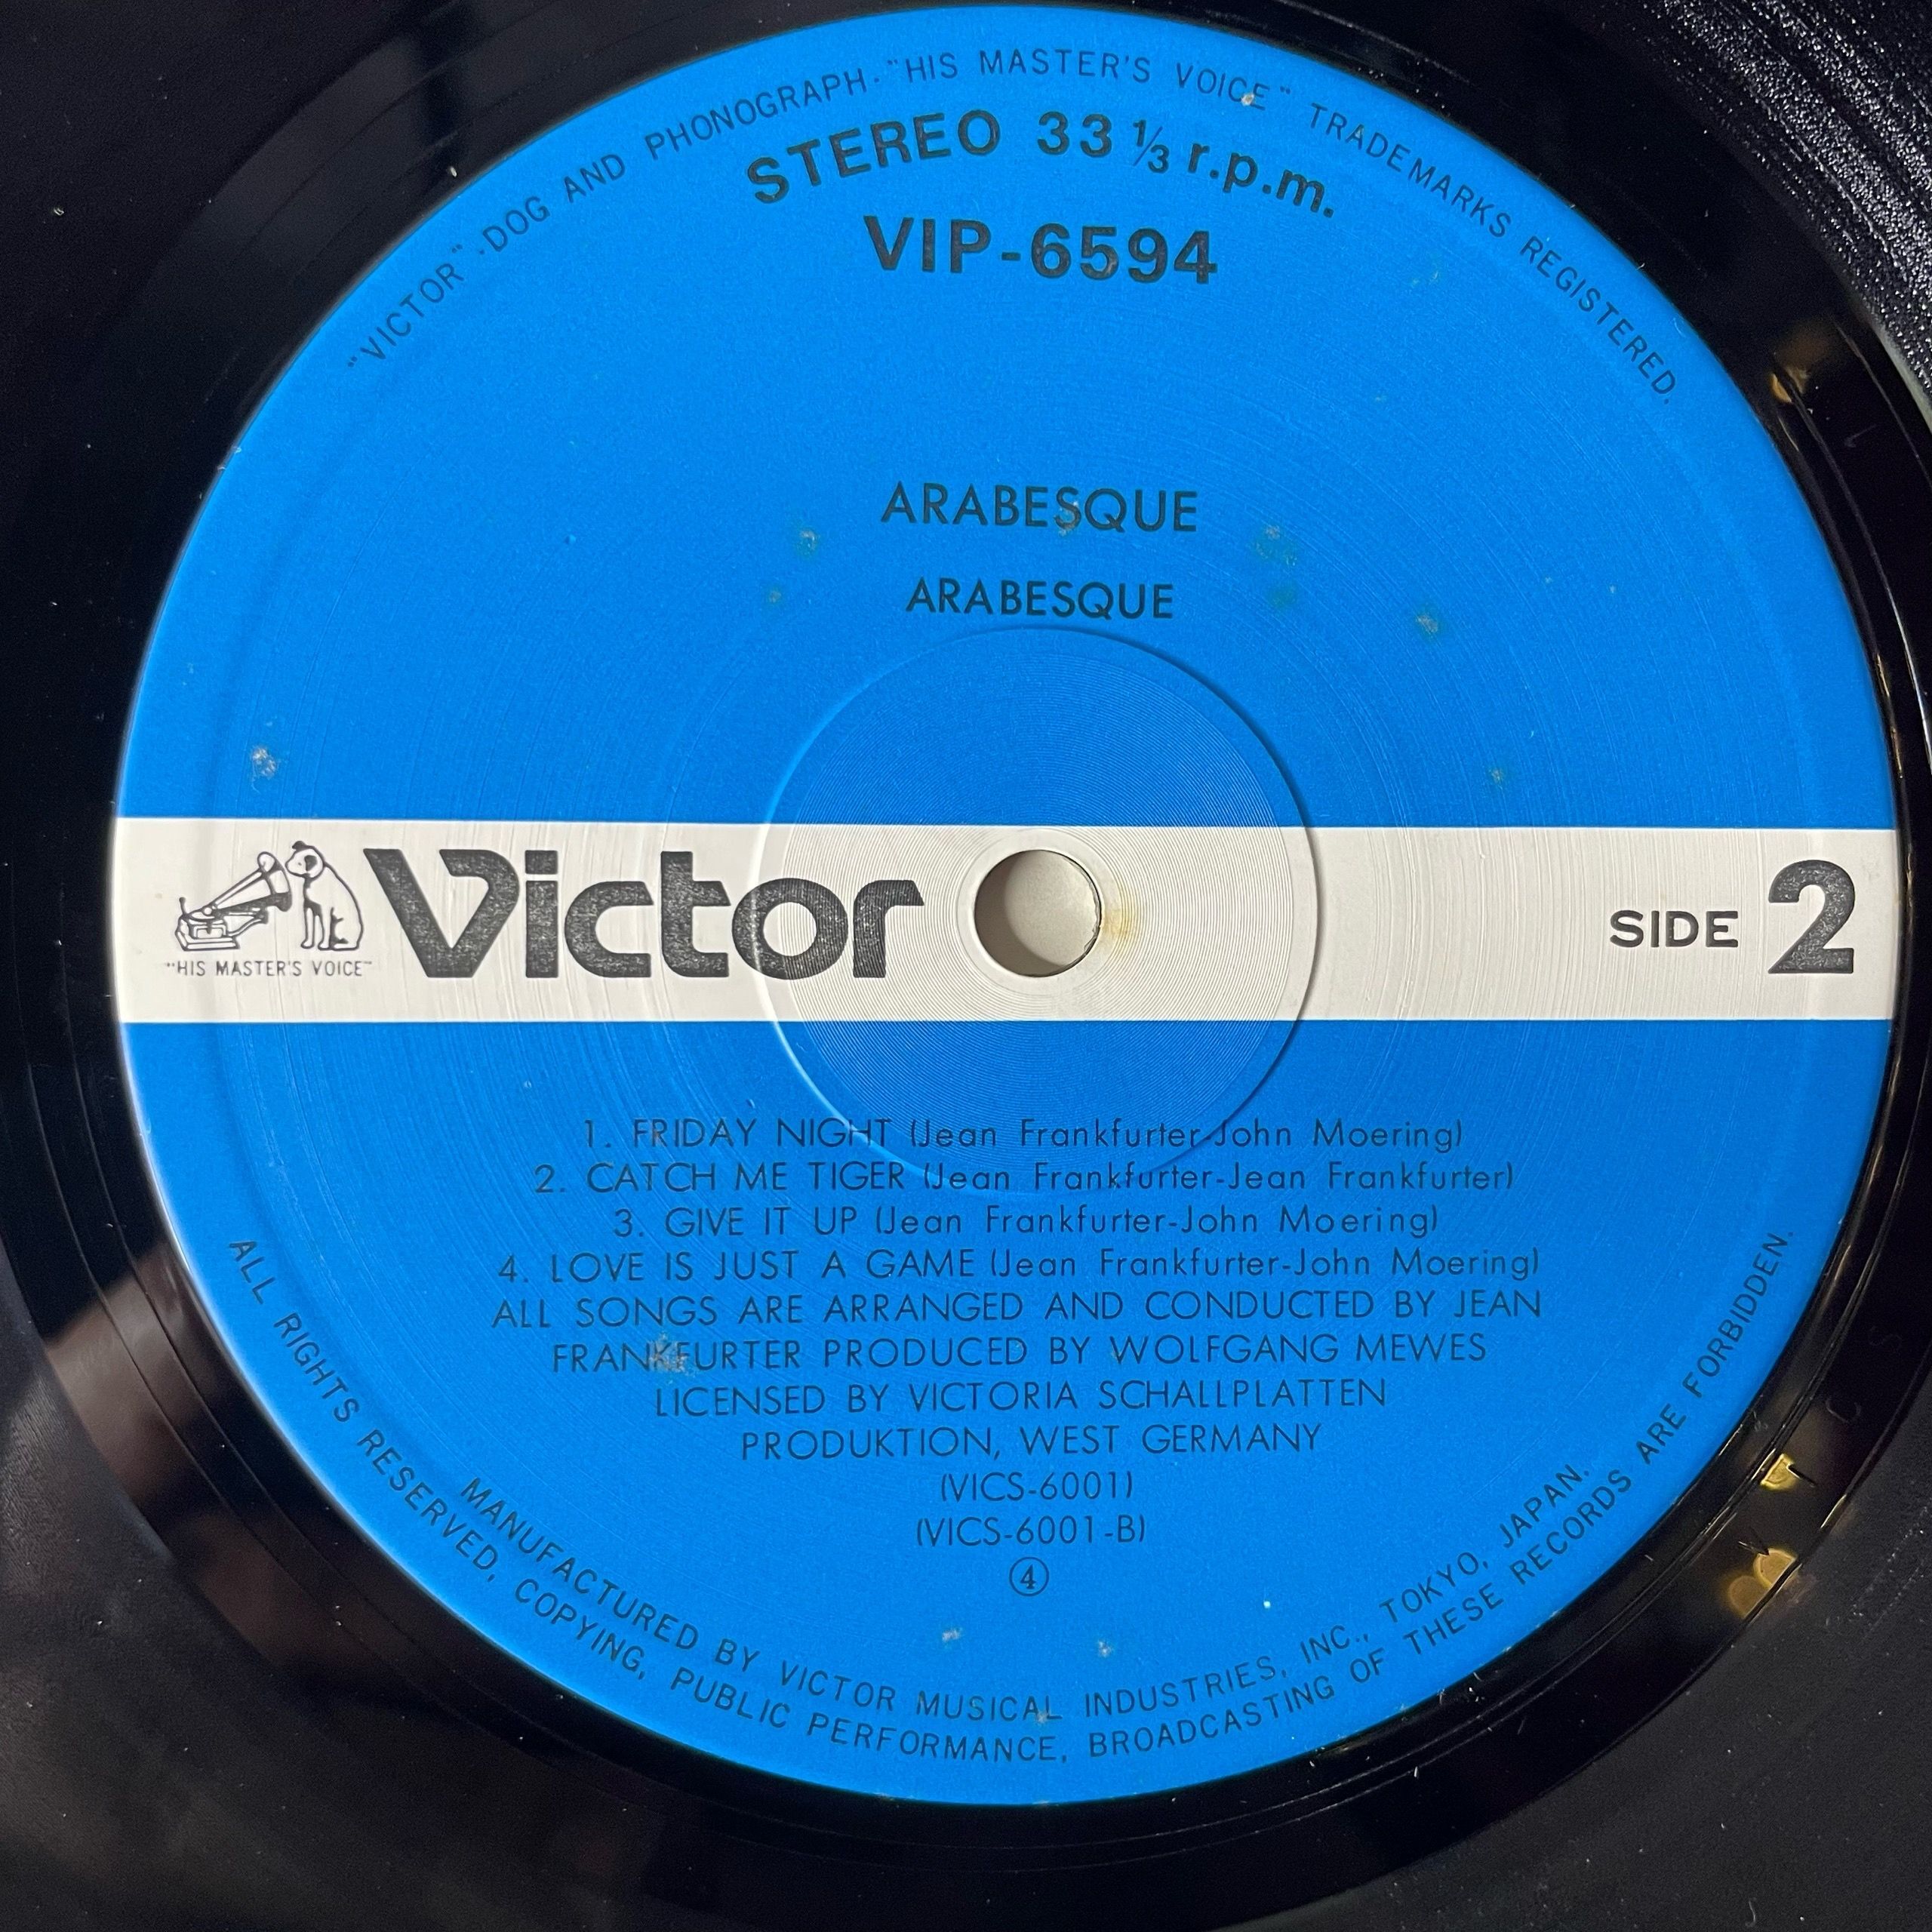 "VICTOR"·DOG AND PHONOGRAPH·"HIS MASTER'S VOICE" TRADEMARKS REGISTERED.
STEREO 33 ⅓ r.p.m.
VIP-6594
ARABESQUE
ARABESQUE
"HIS MASTER'S VOICE"
Victor
SIDE 2
1. FRIDAY NIGHT (Jean Frankfurter-John Moering)
2. CATCH ME TIGER (Jean Frankfurter-Jean Frankfurter)
3. GIVE IT UP (Jean Frankfurter-John Moering)
4. LOVE IS JUST A GAME (Jean Frankfurter-John Moering)
ALL SONGS ARE ARRANGED AND CONDUCTED BY JEAN
FRANKFURTER PRODUCED BY WOLFGANG MEWES
LICENSED BY VICTORIA SCHALLPLATTEN
PRODUKTION, WEST GERMANY
(VICS-6001)
(VICS-6001-B)
④
MANUFACTURED BY VICTOR MUSICAL INDUSTRIES, INC., TOKYO, JAPAN.
ALL RIGHTS RESERVED, COPYING, PUBLIC PERFORMANCE, BROADCASTING OF THESE RECORDS ARE FORBIDDEN.